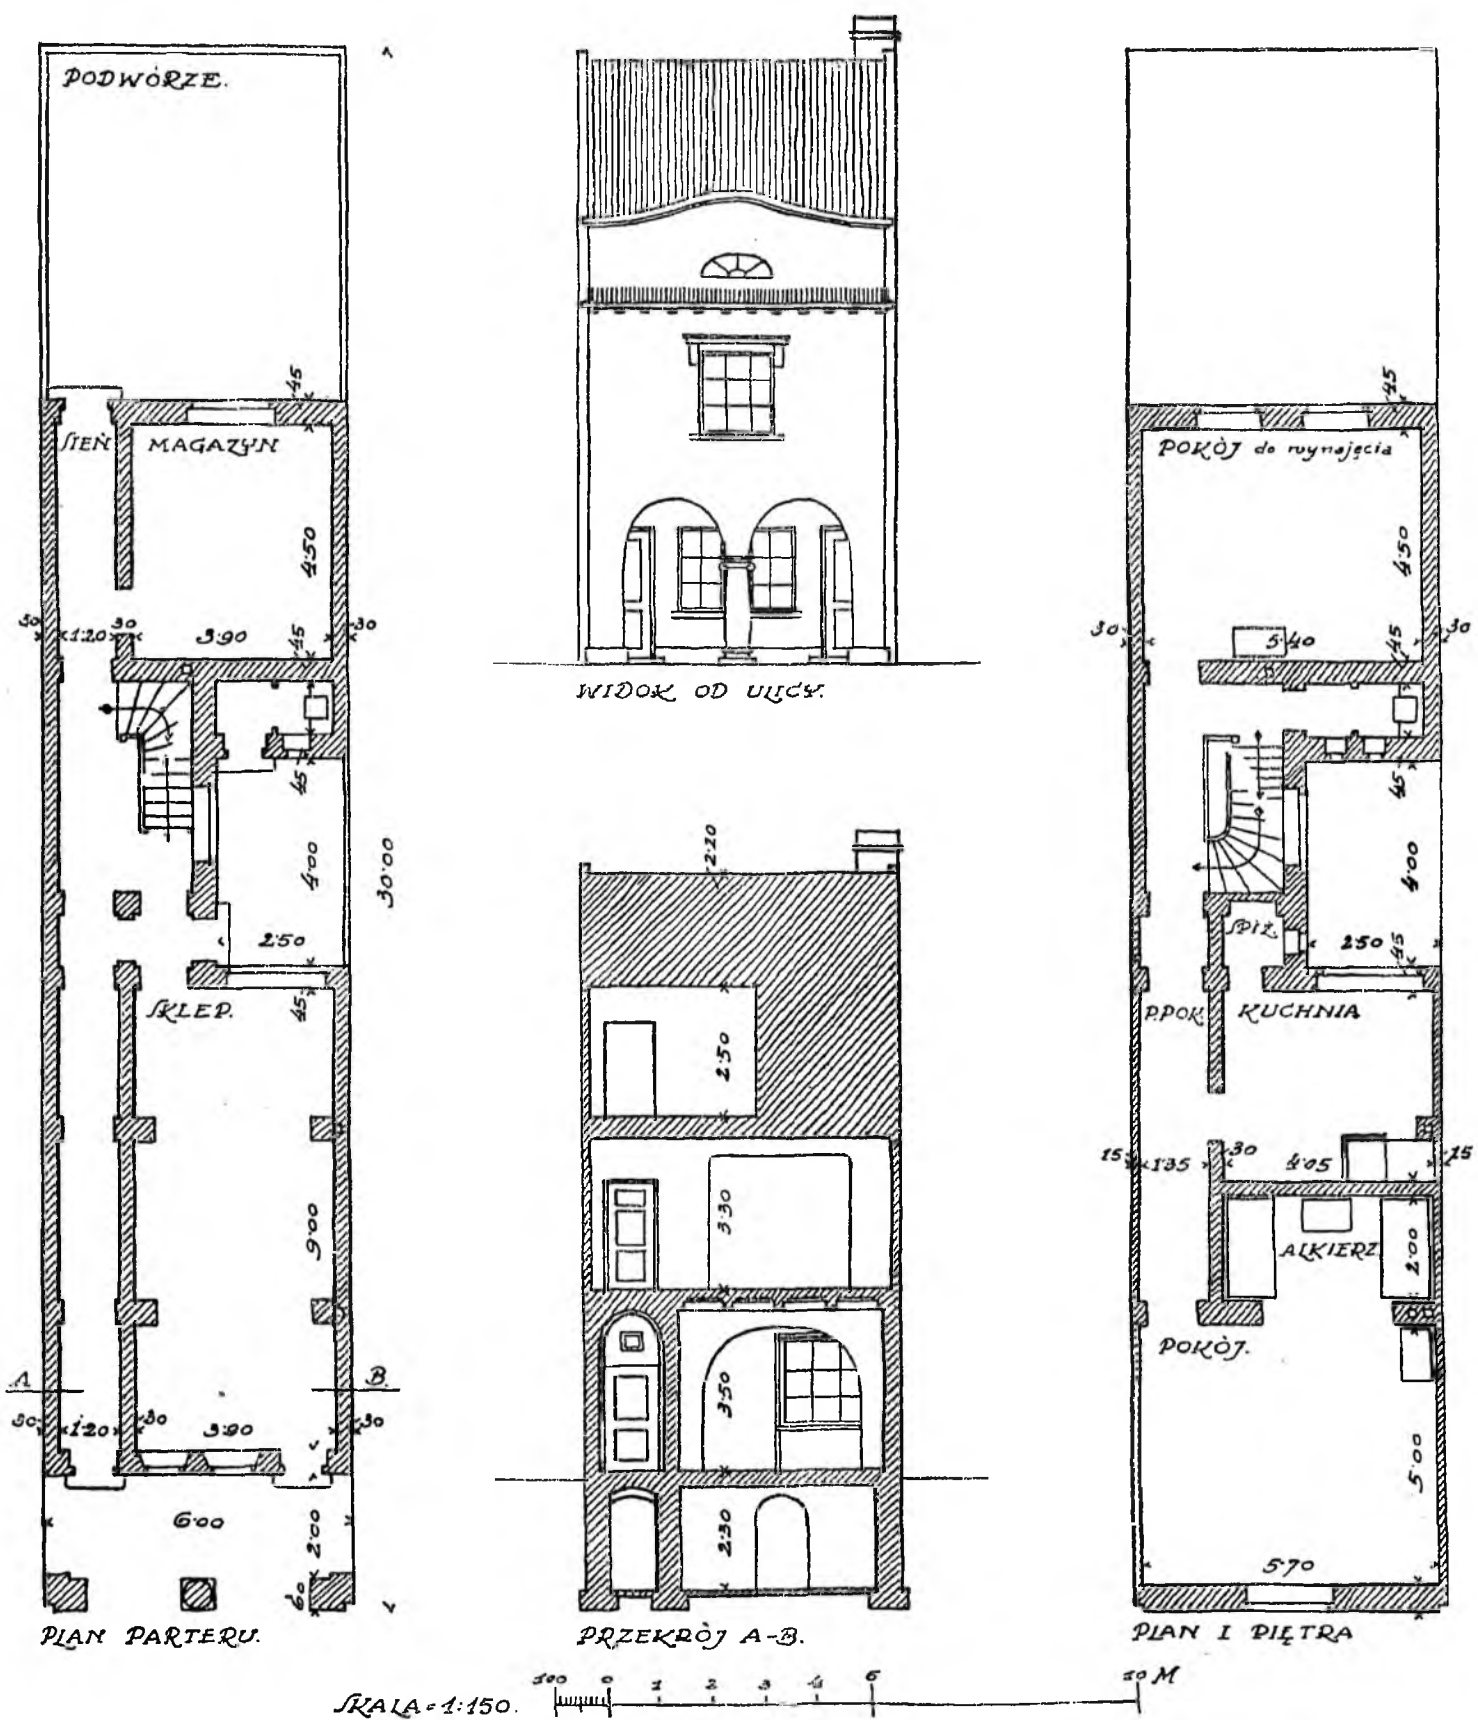 PODWÓRZE.
45
SIEŃ MAGAZYN
4·50
30 1·20 30 3·90 45 30
45
4·00
30·00
2·50
SKLEP.
45
9·00
A B.
30 1·20 30 3·90 30
6·00
2·00
60
PLAN PARTERU.
WIDOK OD ULICY.
2·20
2·50
3·30
3·50
2·30
PRZEKRÓJ A-B.
45
POKÓJ do wynajęcia
4·50
30 5·40 45 30
45
4·00
SPIŻ.
2·50
45
P.POK. KUCHNIA
15 1·35 30 4·05 15
ALKIERZ
2·00
POKÓJ.
5·00
5·70
PLAN I PIĘTRA
SKALA = 1:150.
100 0 1 2 3 4 5 10 M